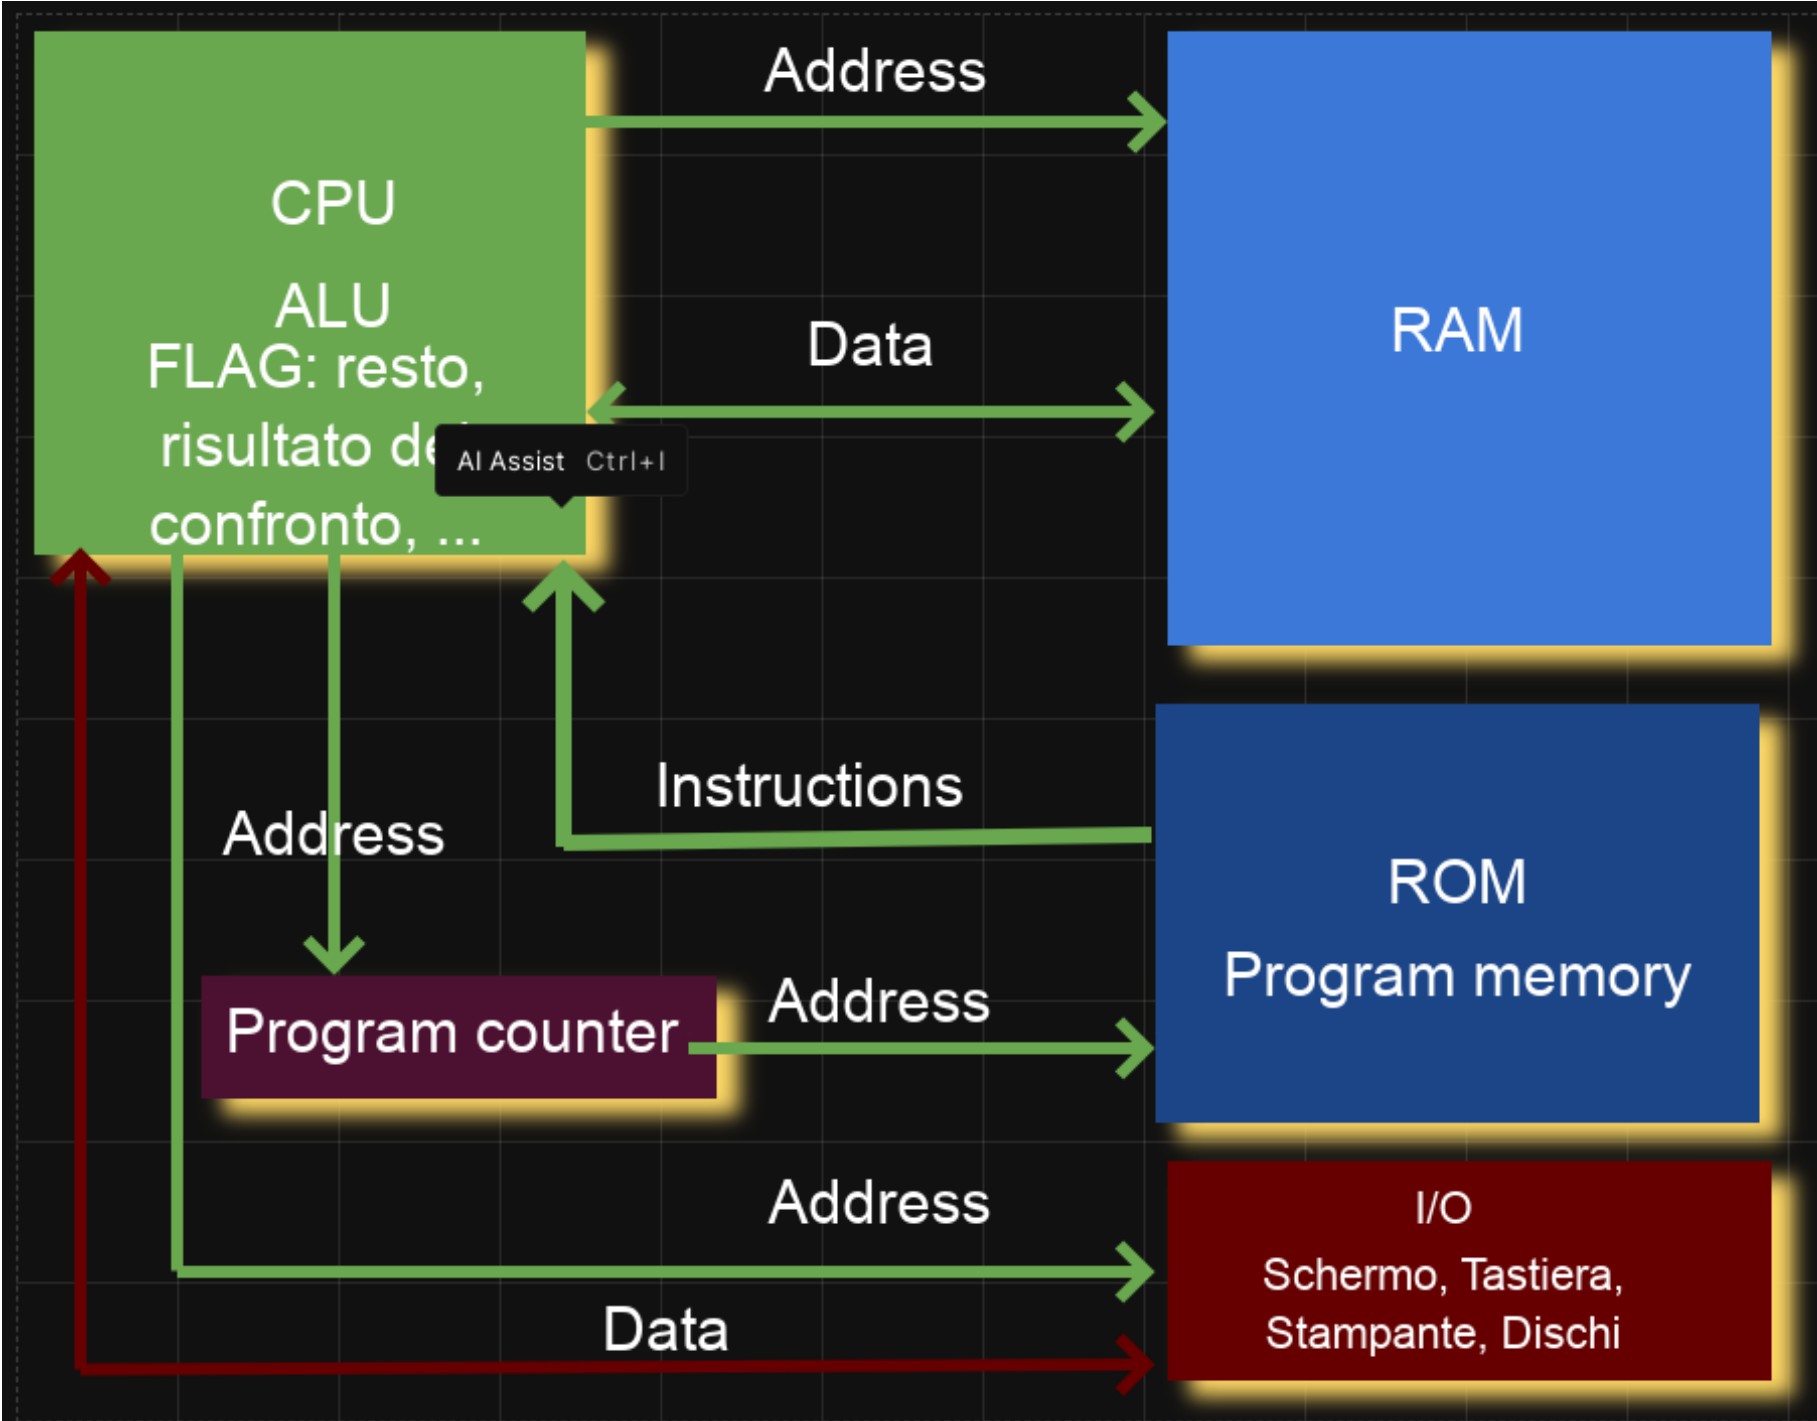 Address
CPU
ALU
FLAG: resto,
risultato
confronto, ...
Data
AI Assist Ctrl+I
RAM
Instructions
Address
ROM
Program memory
Program counter
Address
Address
I/O
Schermo, Tastiera,
Stampante, Dischi
Data